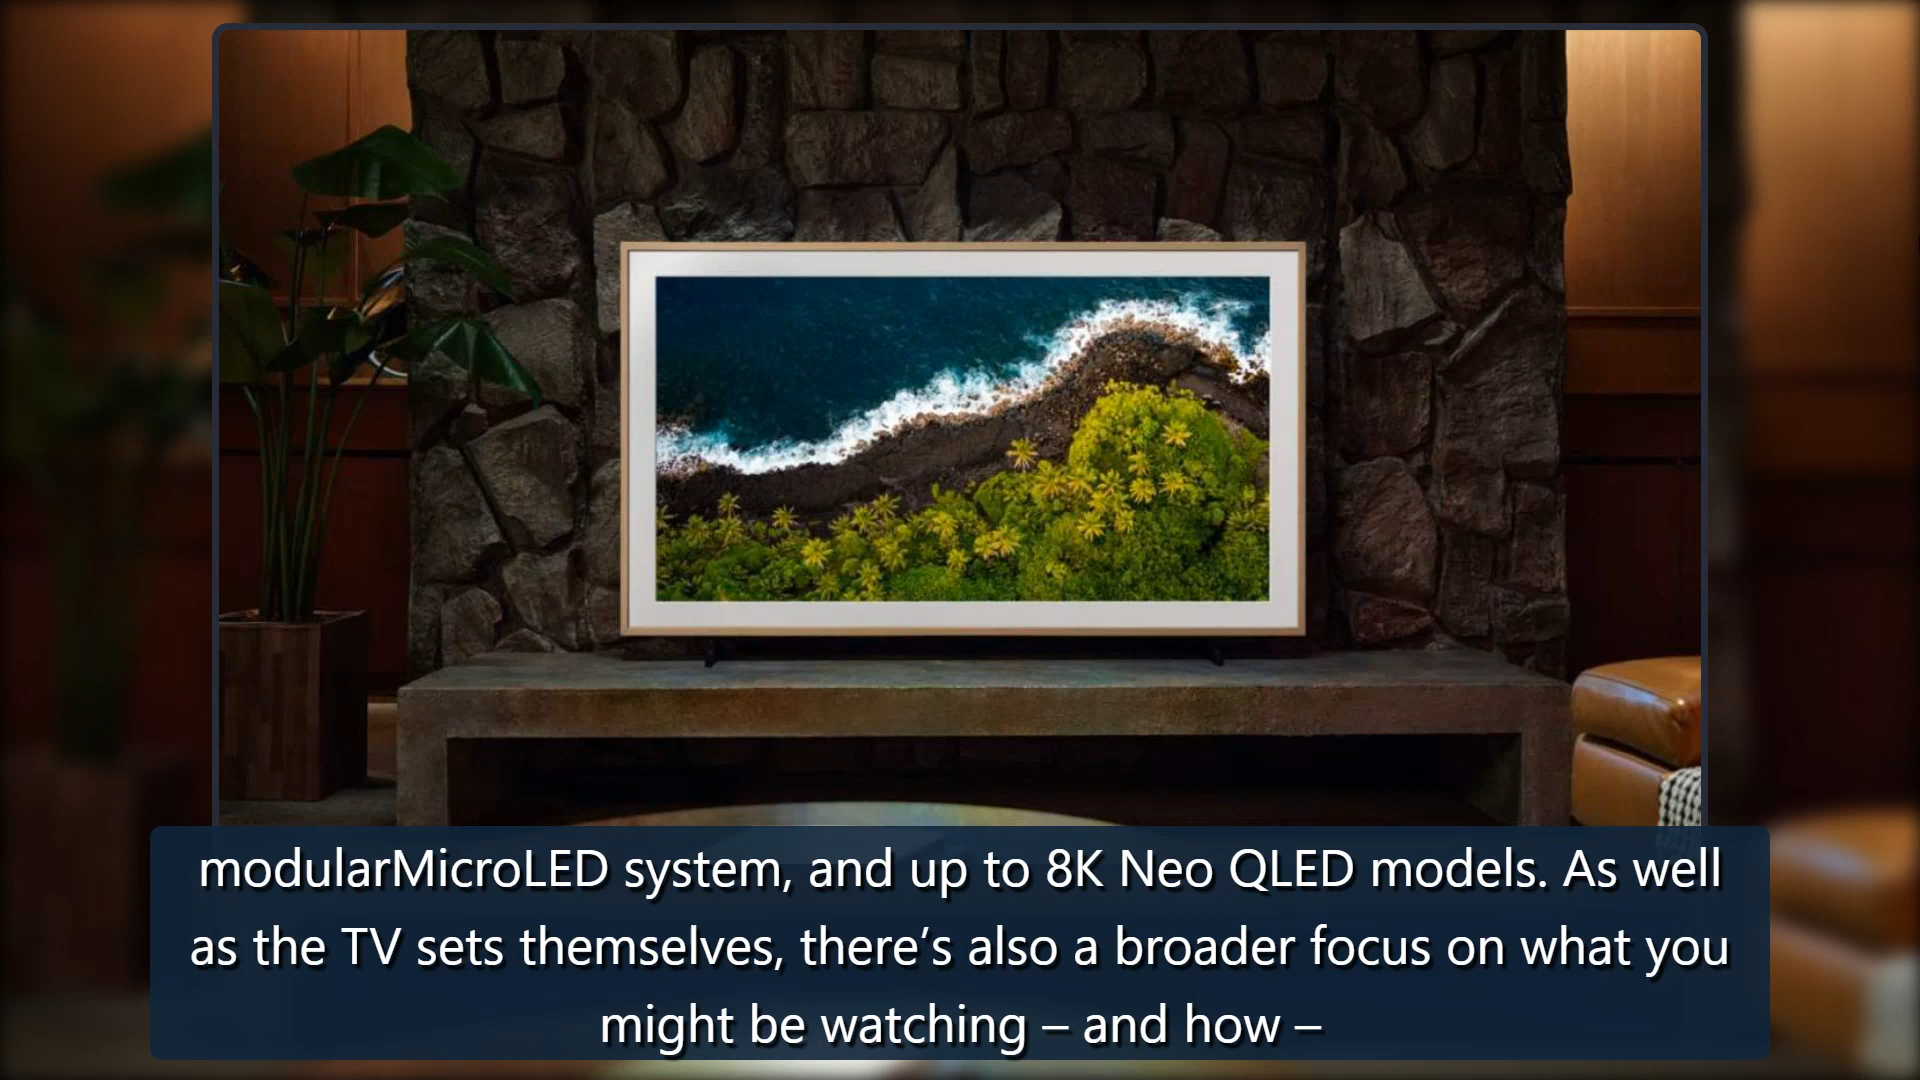 modularMicroLED system, and up to 8K Neo QLED models. As well
as the TV sets themselves, there’s also a broader focus on what you
might be watching – and how –